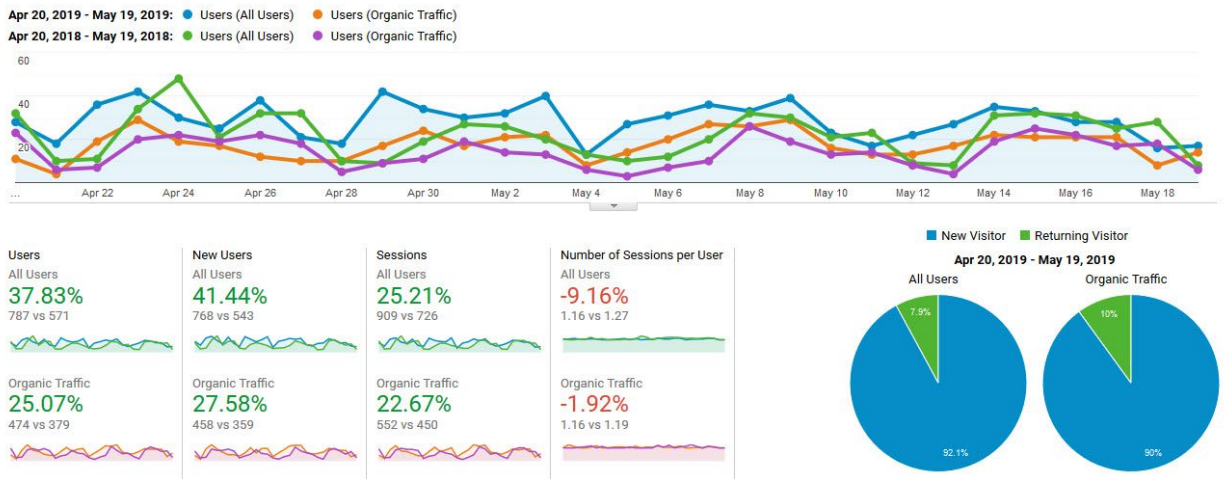 Apr 20, 2019 - May 19, 2019: Users (All Users) Users (Organic Traffic)
Apr 20, 2018 - May 19, 2018: Users (All Users) Users (Organic Traffic)
60
40
20
... Apr 22 Apr 24 Apr 26 Apr 28 Apr 30 May 2 May 4 May 6 May 8 May 10 May 12 May 14 May 16 May 18
Users
All Users
37.83%
787 vs 571
Organic Traffic
25.07%
474 vs 379
New Users
All Users
41.44%
768 vs 543
Organic Traffic
27.58%
458 vs 359
Sessions
All Users
25.21%
909 vs 726
Organic Traffic
22.67%
552 vs 450
Number of Sessions per User
All Users
-9.16%
1.16 vs 1.27
Organic Traffic
-1.92%
1.16 vs 1.19
New Visitor Returning Visitor
Apr 20, 2019 - May 19, 2019
All Users
7.9%
92.1%
Organic Traffic
10%
90%